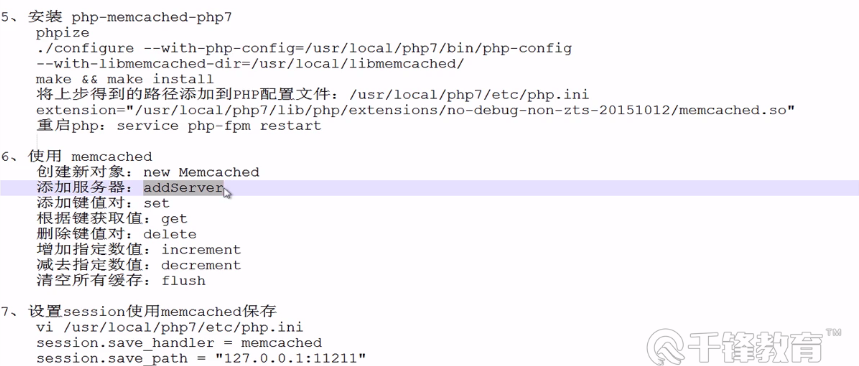 5、安装 php-memcached-php7
phpize
./configure --with-php-config=/usr/local/php7/bin/php-config
--with-libmemcached-dir=/usr/local/libmemcached/
make && make install
将上步得到的路径添加到PHP配置文件：/usr/local/php7/etc/php.ini
extension="/usr/local/php7/lib/php/extensions/no-debug-non-zts-20151012/memcached.so"
重启php：service php-fpm restart
6、使用 memcached
创建新对象：new Memcached
添加服务器：addServer
添加键值对：set
根据键获取值：get
删除键值对：delete
增加指定数值：increment
减去指定数值：decrement
清空所有缓存：flush
7、设置session使用memcached保存
vi /usr/local/php7/etc/php.ini
session.save_handler = memcached
session.save_path = "127.0.0.1:11211"
千锋教育™